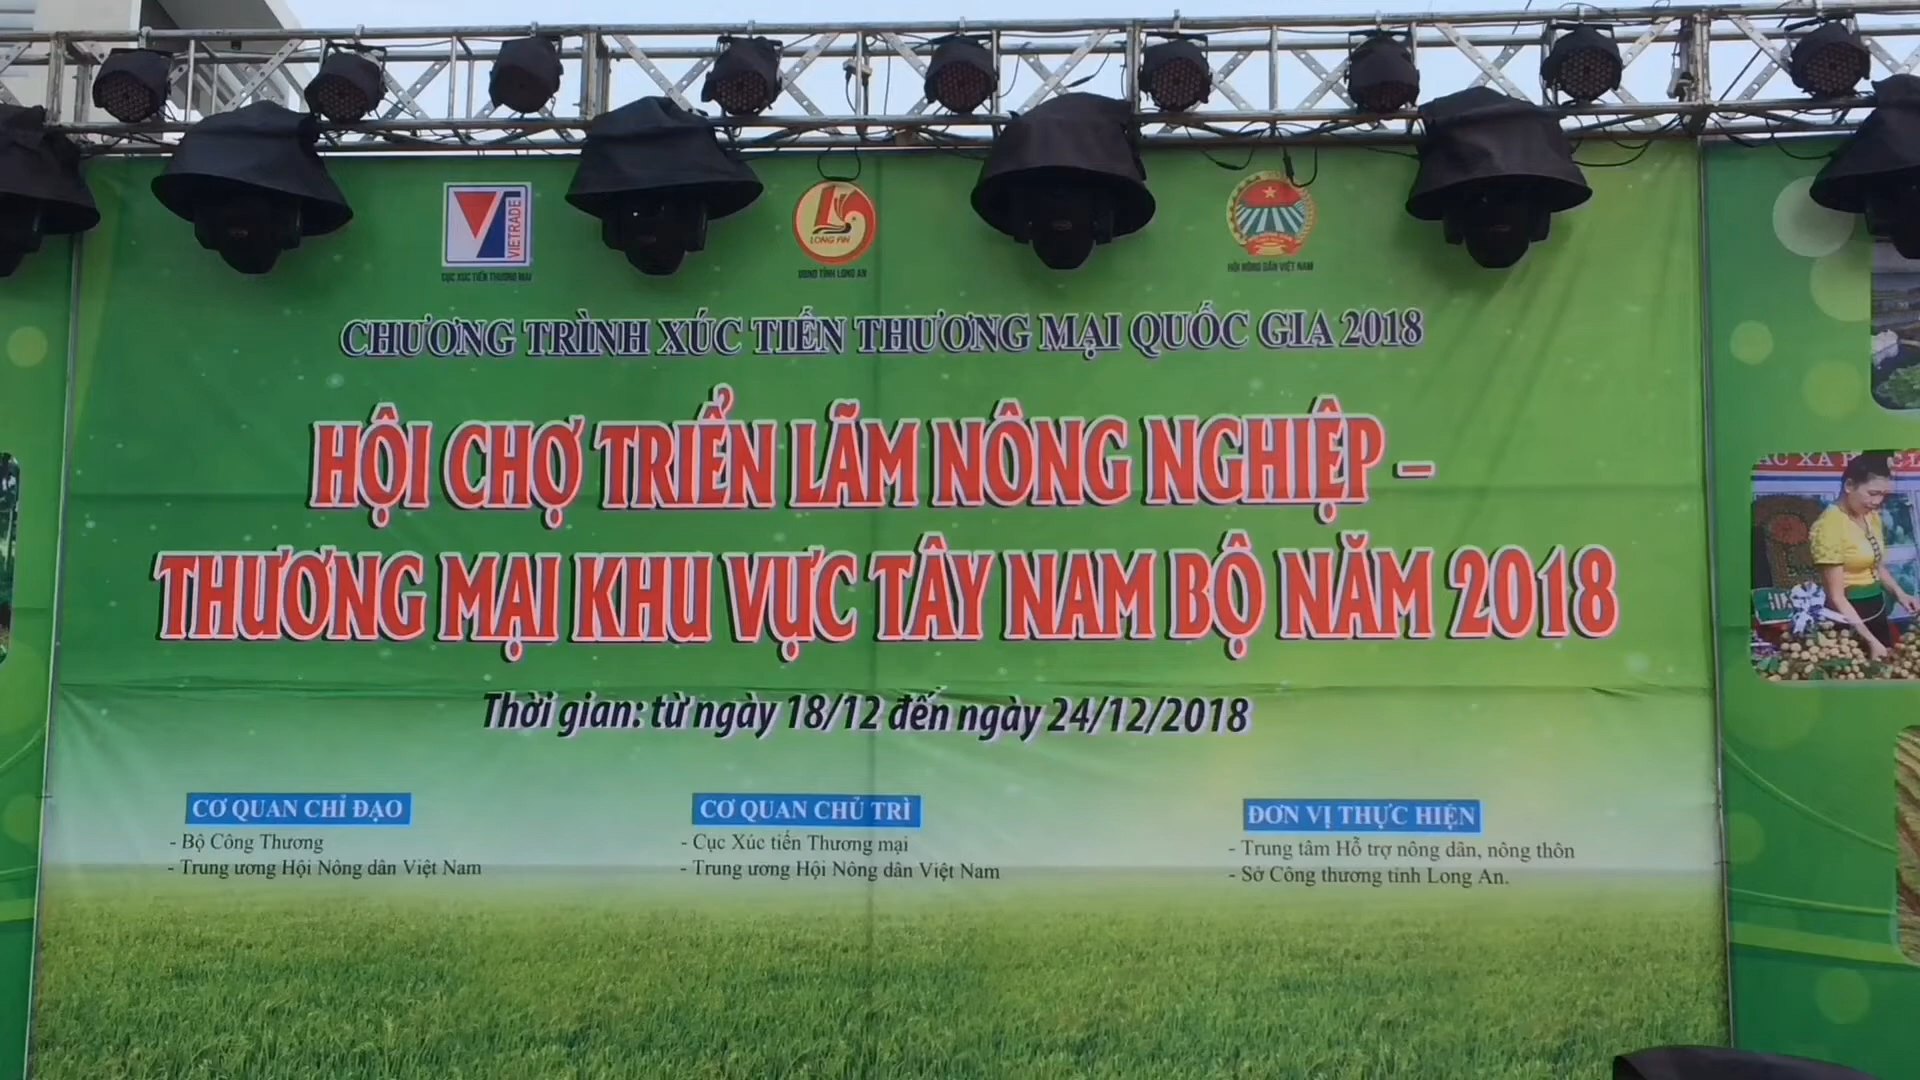 VIETRADE
CỤC XÚC TIẾN THƯƠNG MẠI
LONG AN
UBND TỈNH LONG AN
HỘI NÔNG DÂN VIỆT NAM
CHƯƠNG TRÌNH XÚC TIẾN THƯƠNG MẠI QUỐC GIA 2018
HỘI CHỢ TRIỂN LÃM NÔNG NGHIỆP –
THƯƠNG MẠI KHU VỰC TÂY NAM BỘ NĂM 2018
Thời gian: từ ngày 18/12 đến ngày 24/12/2018
CƠ QUAN CHỈ ĐẠO
- Bộ Công Thương
- Trung ương Hội Nông dân Việt Nam
CƠ QUAN CHỦ TRÌ
- Cục Xúc tiến Thương mại
- Trung ương Hội Nông dân Việt Nam
ĐƠN VỊ THỰC HIỆN
- Trung tâm Hỗ trợ nông dân, nông thôn
- Sở Công thương tỉnh Long An.